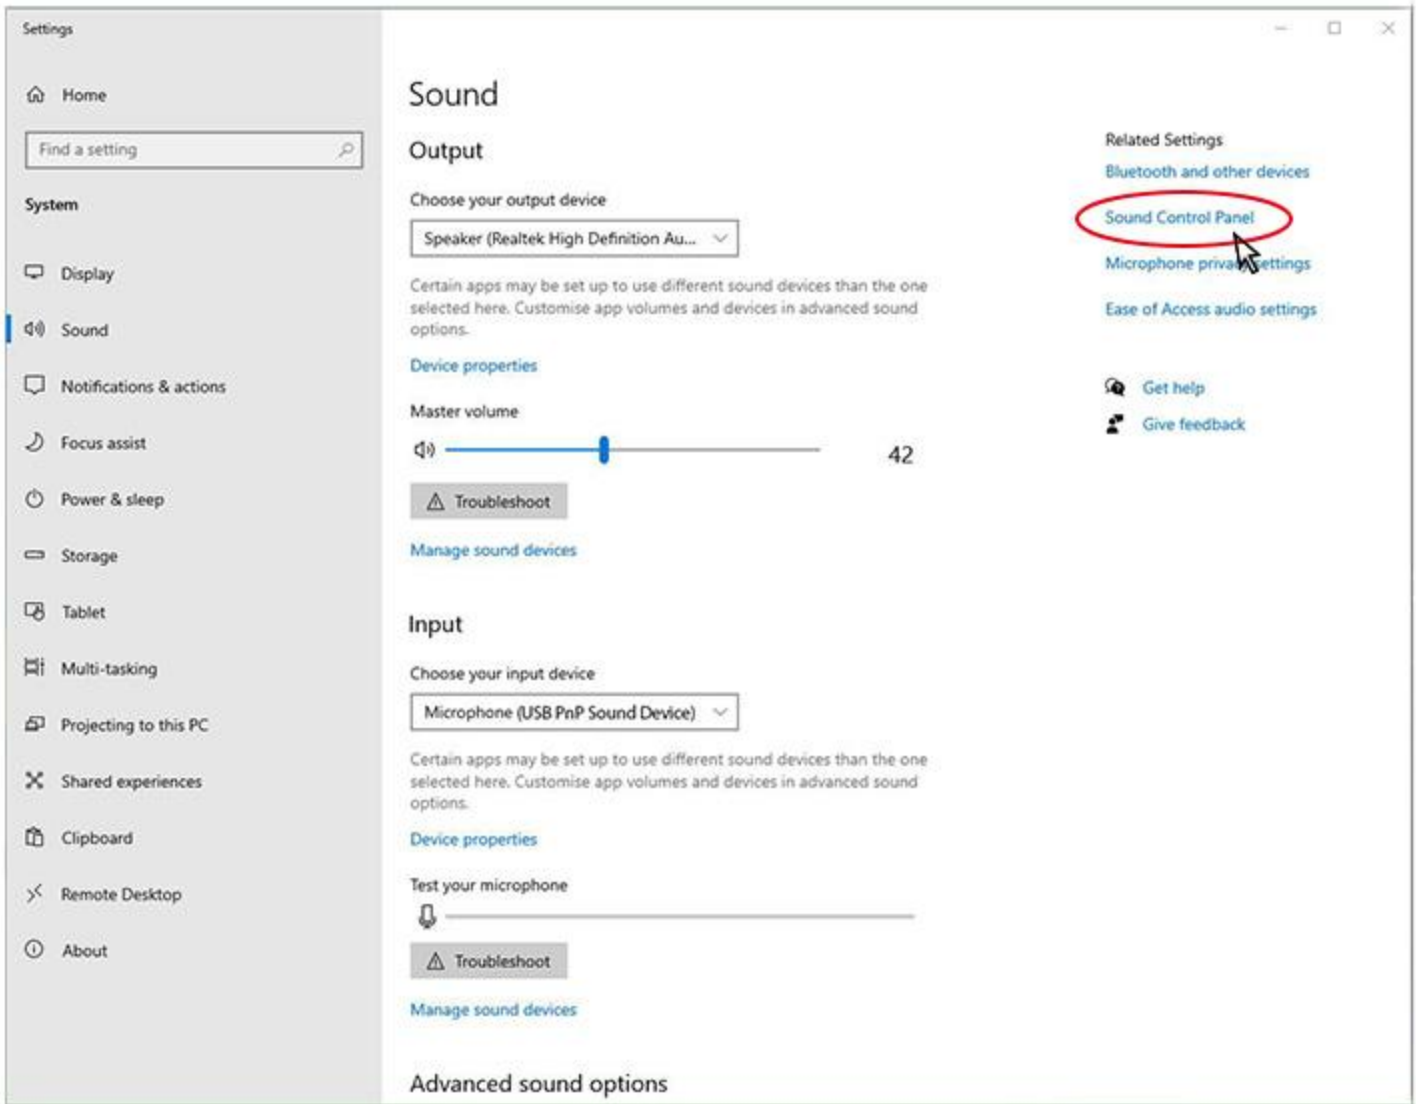 Settings
Home
Find a setting
System
Display
Sound
Notifications & actions
Focus assist
Power & sleep
Storage
Tablet
Multi-tasking
Projecting to this PC
Shared experiences
Clipboard
Remote Desktop
About
Sound
Output
Choose your output device
Speaker (Realtek High Definition Au...
Certain apps may be set up to use different sound devices than the one
selected here. Customise app volumes and devices in advanced sound
options.
Device properties
Master volume
42
Troubleshoot
Manage sound devices
Input
Choose your input device
Microphone (USB PnP Sound Device)
Certain apps may be set up to use different sound devices than the one
selected here. Customise app volumes and devices in advanced sound
options.
Device properties
Test your microphone
Troubleshoot
Manage sound devices
Advanced sound options
Related Settings
Bluetooth and other devices
Sound Control Panel
Microphone privacy settings
Ease of Access audio settings
Get help
Give feedback